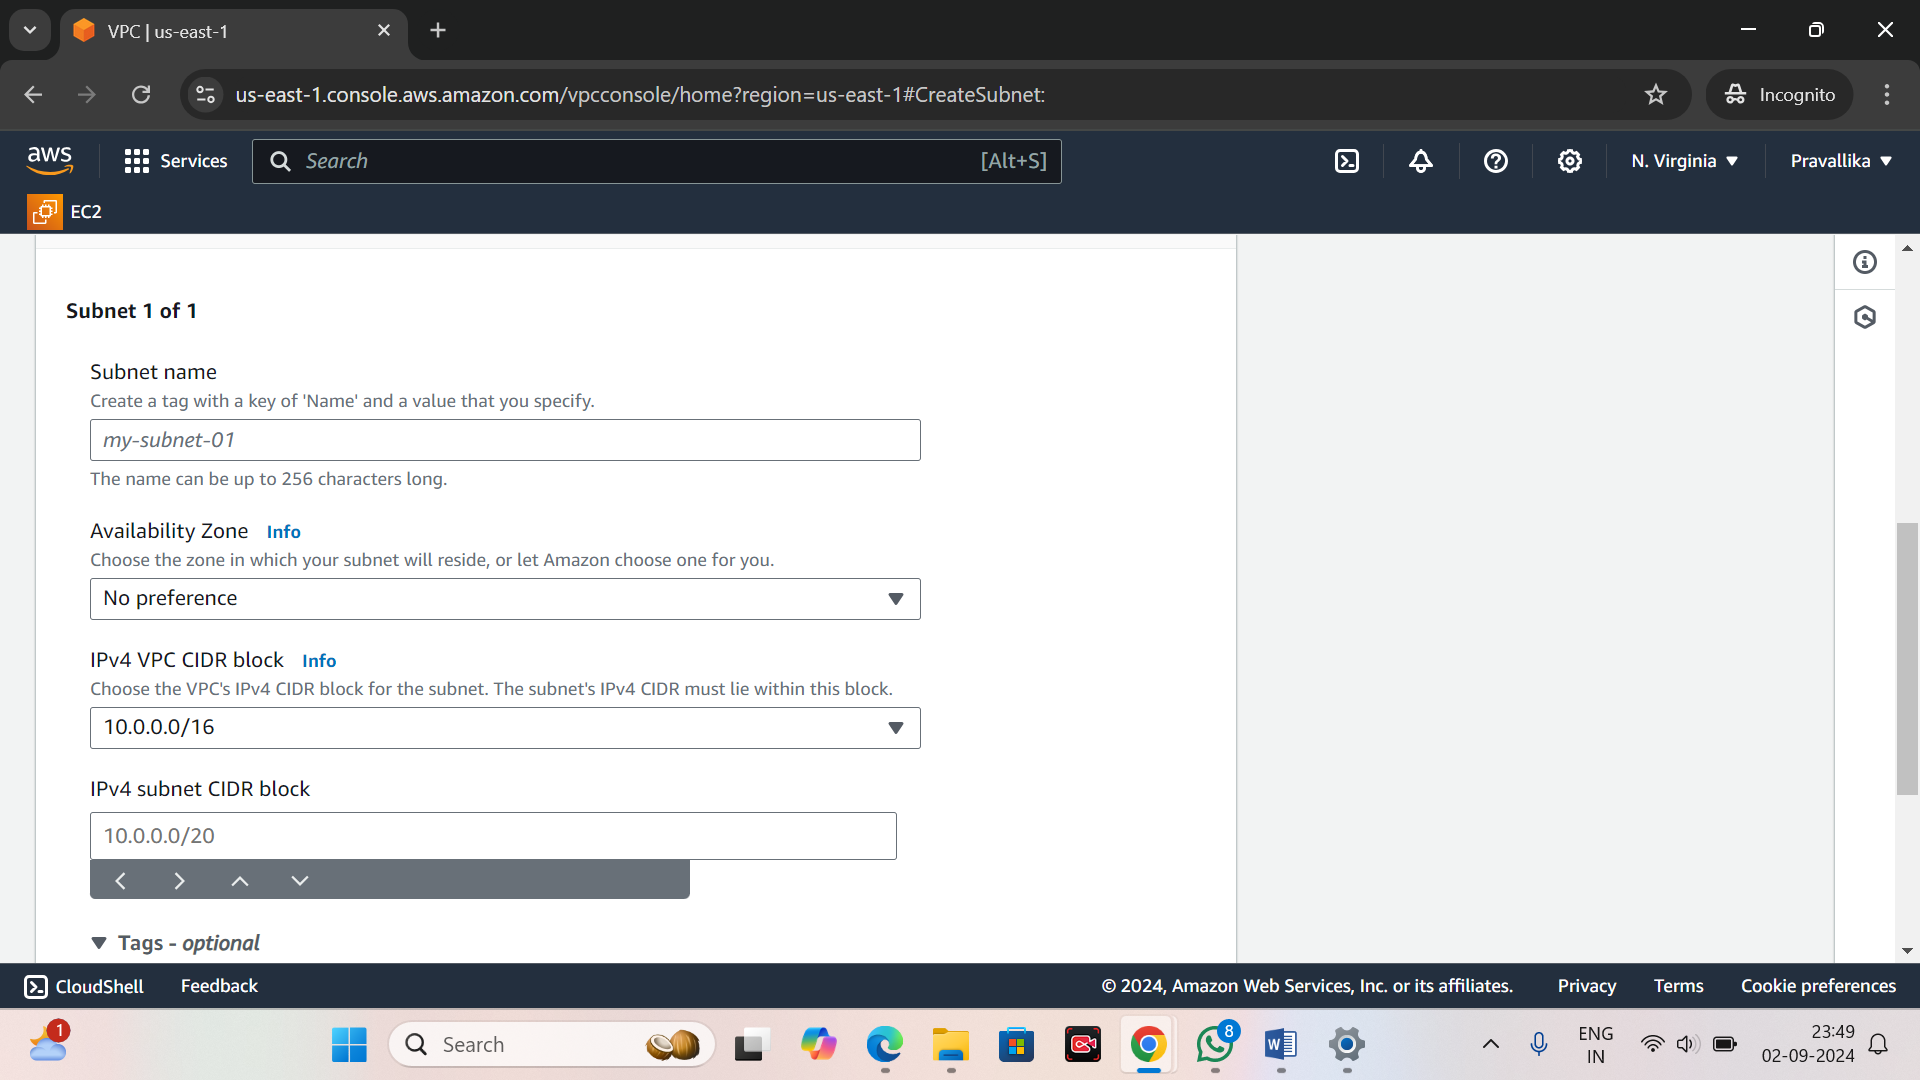 VPC | us-east-1
us-east-1.console.aws.amazon.com/vpcconsole/home?region=us-east-1#CreateSubnet:
Incognito
aws
Services
Search
[Alt+S]
N. Virginia
Pravallika
EC2
Subnet 1 of 1
Subnet name
Create a tag with a key of 'Name' and a value that you specify.
my-subnet-01
The name can be up to 256 characters long.
Availability Zone Info
Choose the zone in which your subnet will reside, or let Amazon choose one for you.
No preference
IPv4 VPC CIDR block Info
Choose the VPC's IPv4 CIDR block for the subnet. The subnet's IPv4 CIDR must lie within this block.
10.0.0.0/16
IPv4 subnet CIDR block
10.0.0.0/20
Tags - optional
CloudShell
Feedback
© 2024, Amazon Web Services, Inc. or its affiliates.
Privacy
Terms
Cookie preferences
1
Search
8
W
ENG
IN
23:49
02-09-2024